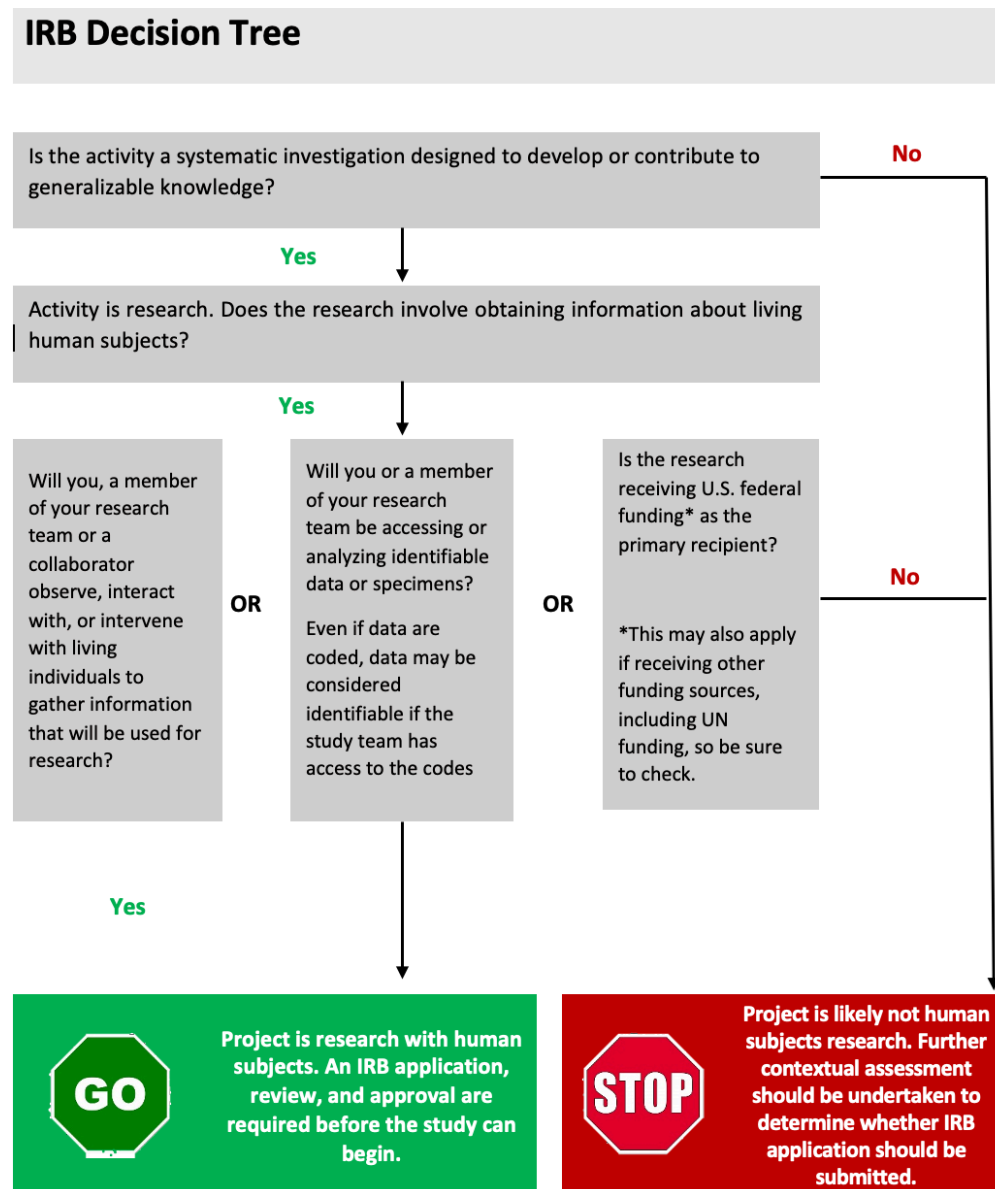 IRB Decision Tree
Is the activity a systematic investigation designed to develop or contribute to
generalizable knowledge?
No
Yes
Activity is research. Does the research involve obtaining information about living
human subjects?
Yes
Will you, a member
of your research
team or a
collaborator
observe, interact
with, or intervene
with living
individuals to
gather information
that will be used for
research?
OR
Will you or a member
of your research
team be accessing or
analyzing identifiable
data or specimens?
Even if data are
coded, data may be
considered
identifiable if the
study team has
access to the codes
OR
Is the research
receiving U.S. federal
funding* as the
primary recipient?
*This may also apply
if receiving other
funding sources,
including UN
funding, so be sure
to check.
No
Yes
GO
Project is research with human
subjects. An IRB application,
review, and approval are
required before the study can
begin.
STOP
Project is likely not human
subjects research. Further
contextual assessment
should be undertaken to
determine whether IRB
application should be
submitted.